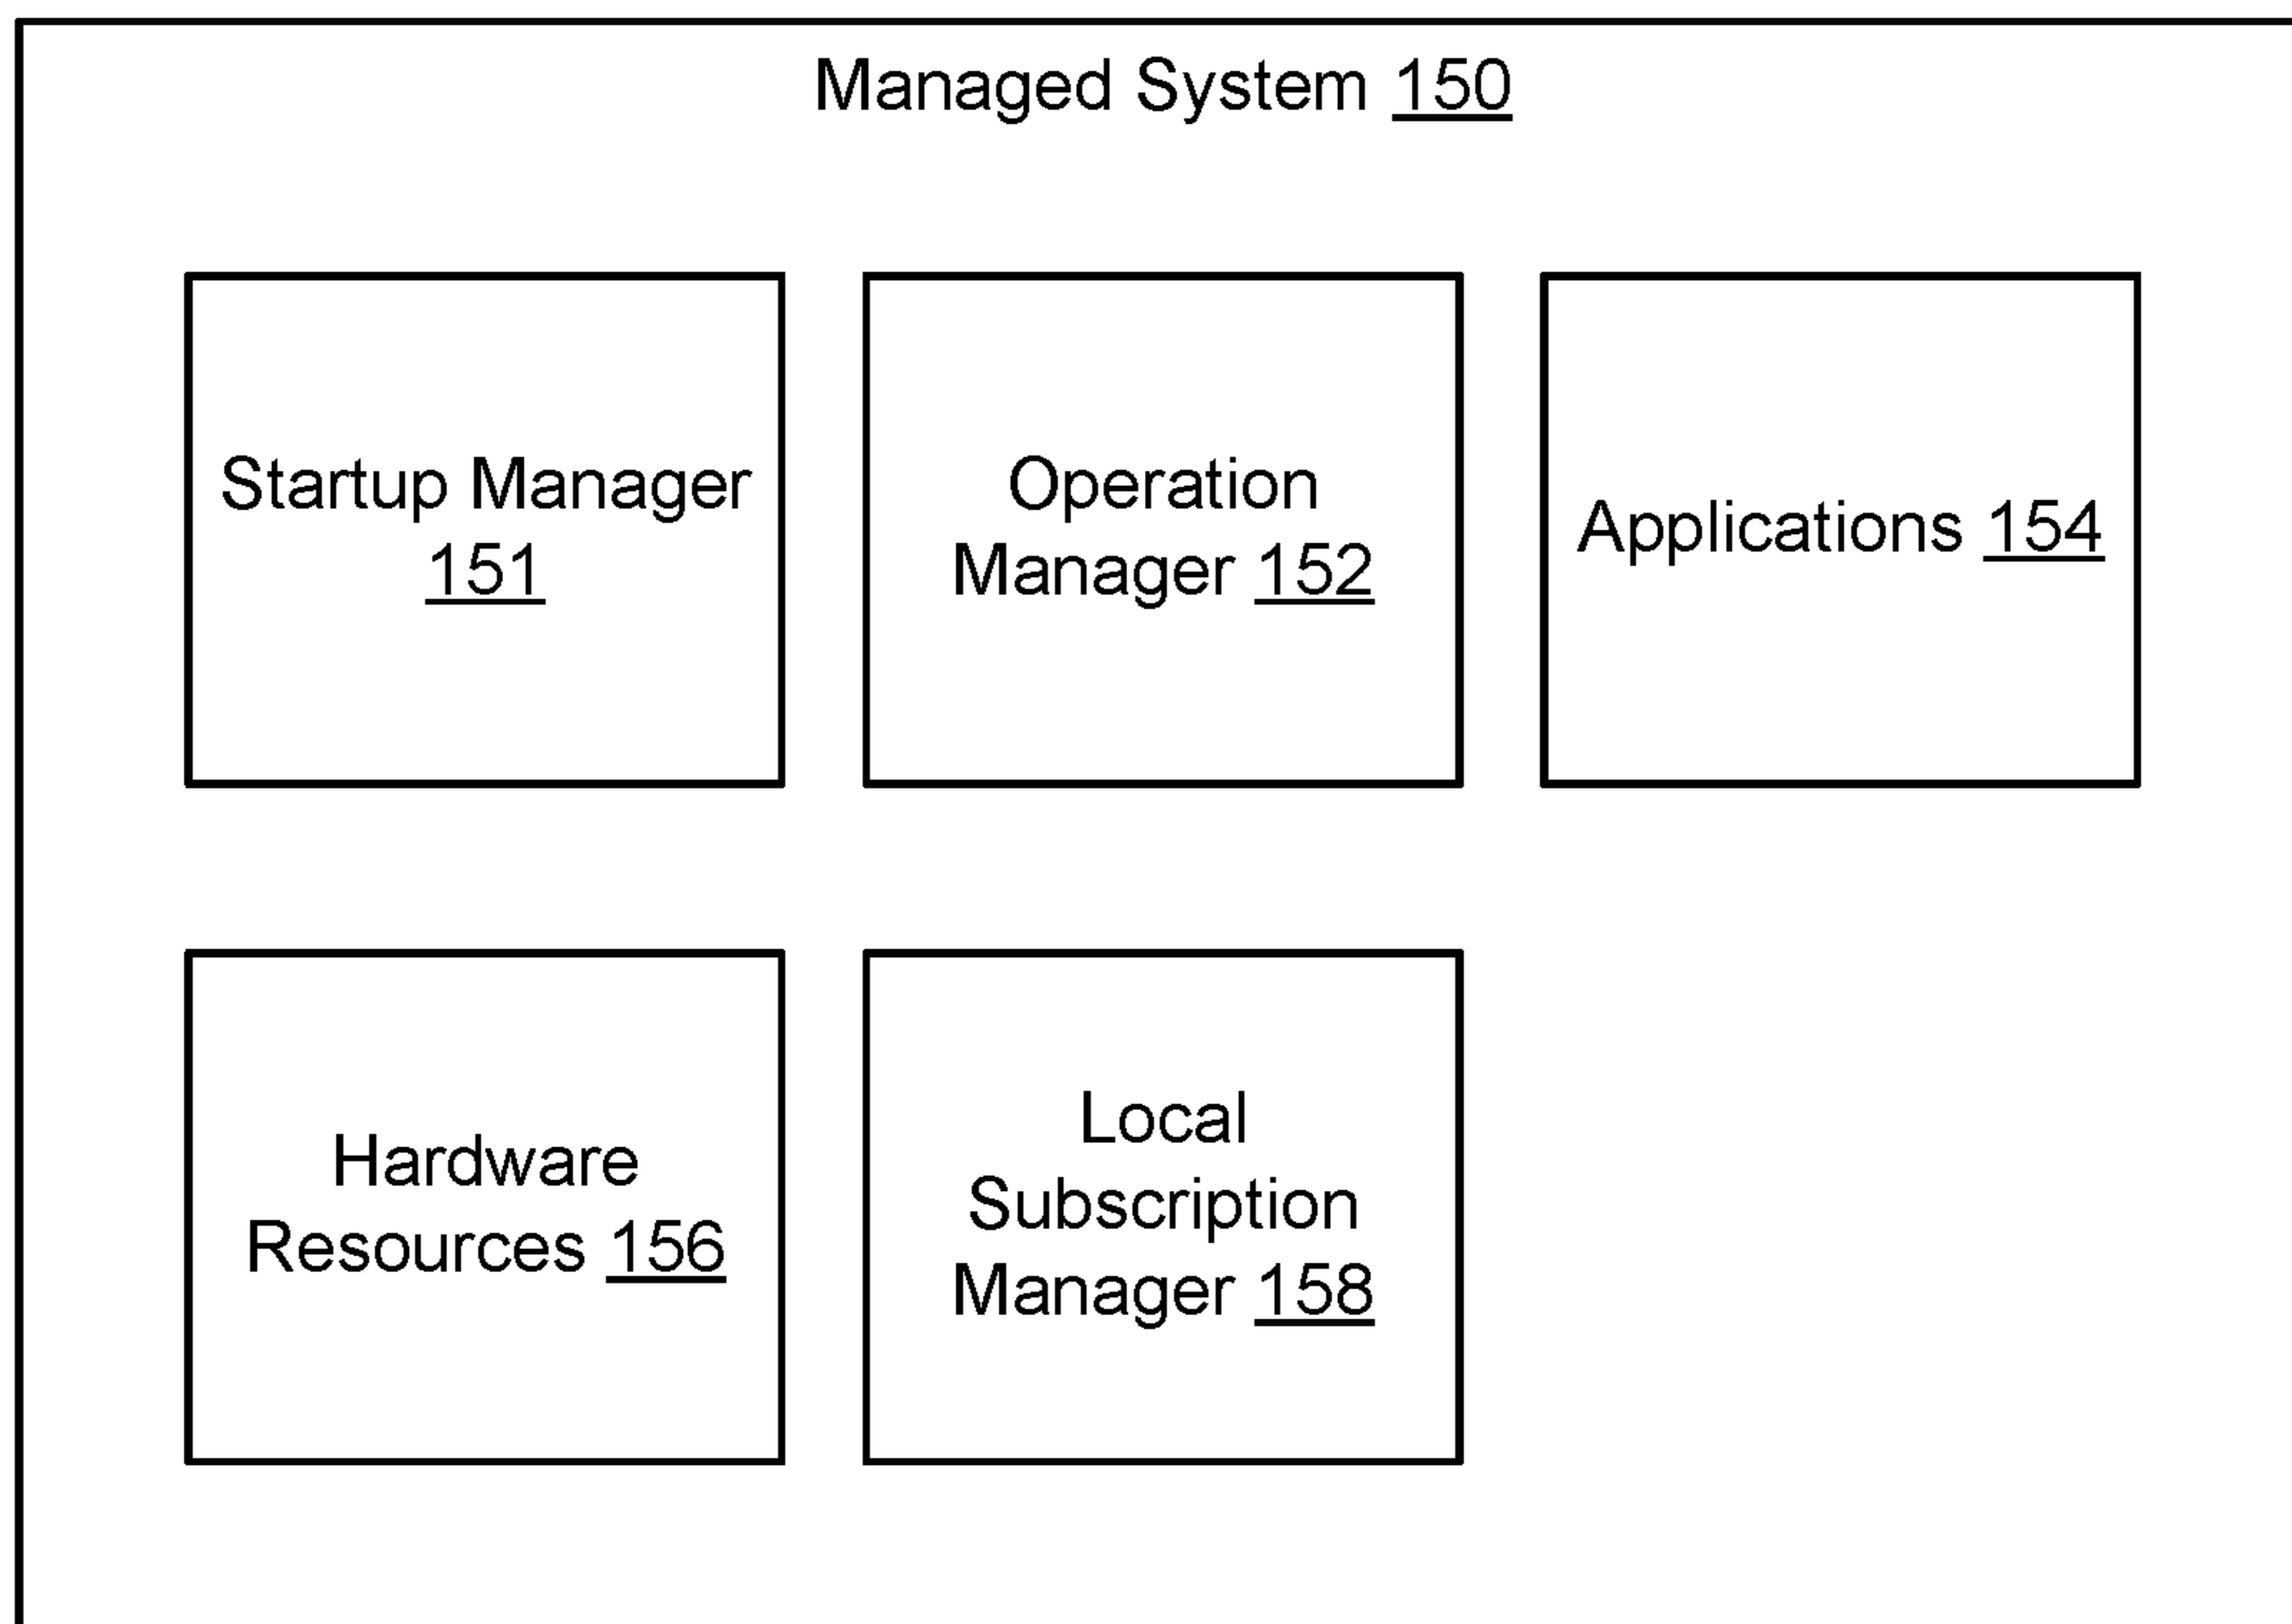 Managed System 150
Startup Manager
151
Operation
Manager 152
Applications 154
Hardware
Resources 156
Local
Subscription
Manager 158